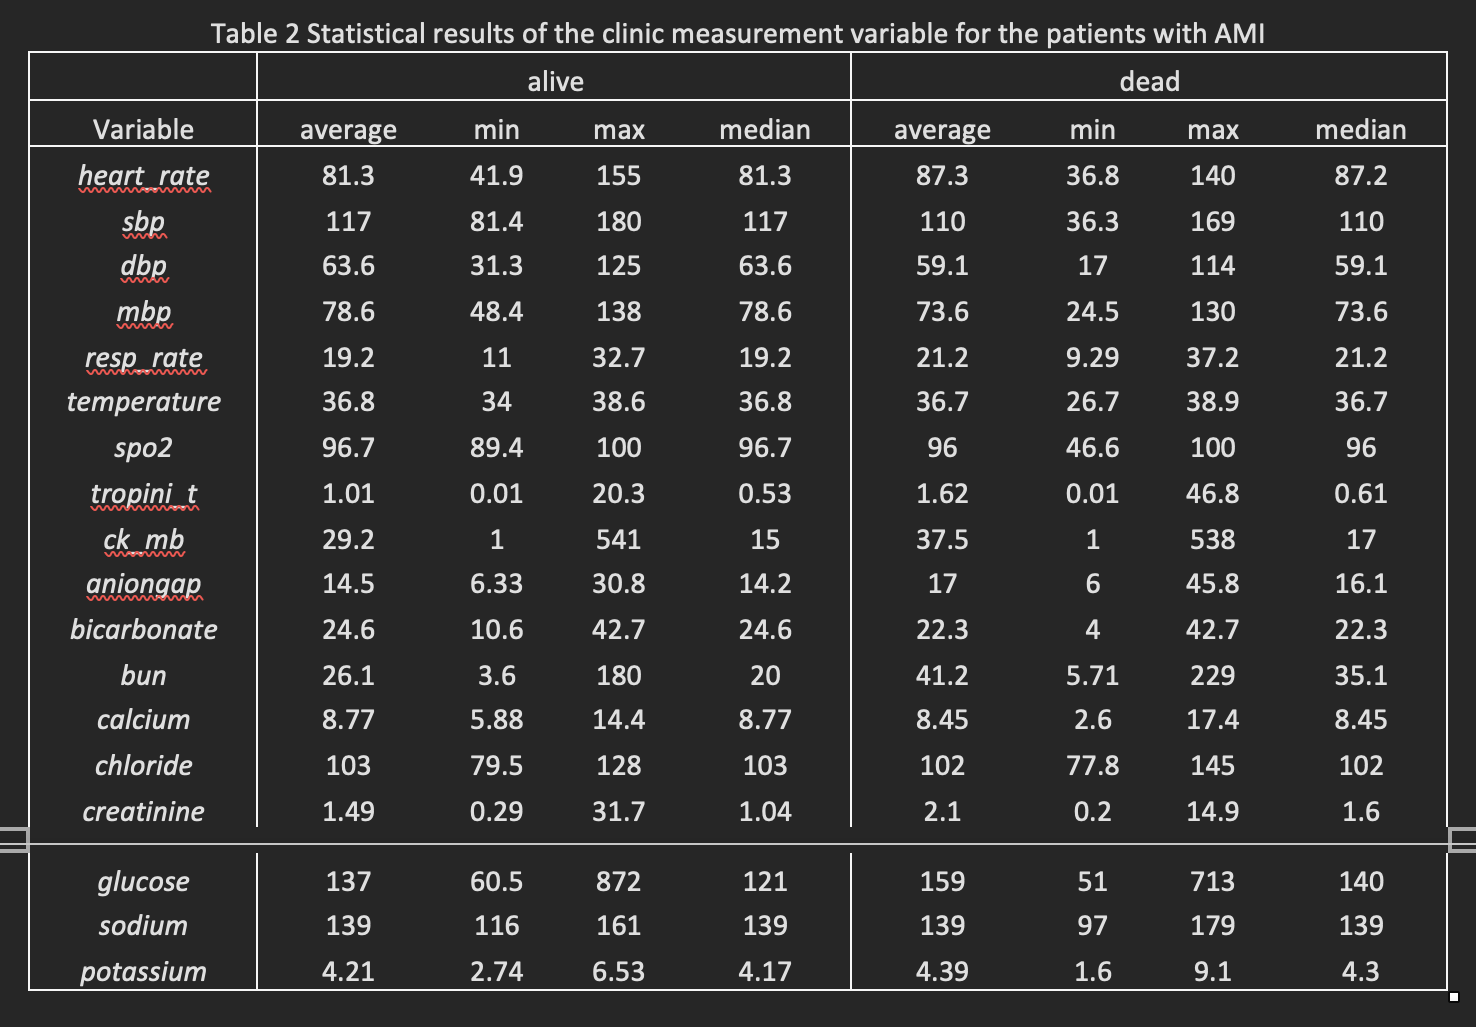 Table 2 Statistical results of the clinic measurement variable for the patients with AMI
alive dead
Variable average min max median average min max median
heart_rate 81.3 41.9 155 81.3 87.3 36.8 140 87.2
sbp 117 81.4 180 117 110 36.3 169 110
dbp 63.6 31.3 125 63.6 59.1 17 114 59.1
mbp 78.6 48.4 138 78.6 73.6 24.5 130 73.6
resp_rate 19.2 11 32.7 19.2 21.2 9.29 37.2 21.2
temperature 36.8 34 38.6 36.8 36.7 26.7 38.9 36.7
spo2 96.7 89.4 100 96.7 96 46.6 100 96
tropini_t 1.01 0.01 20.3 0.53 1.62 0.01 46.8 0.61
ck_mb 29.2 1 541 15 37.5 1 538 17
aniongap 14.5 6.33 30.8 14.2 17 6 45.8 16.1
bicarbonate 24.6 10.6 42.7 24.6 22.3 4 42.7 22.3
bun 26.1 3.6 180 20 41.2 5.71 229 35.1
calcium 8.77 5.88 14.4 8.77 8.45 2.6 17.4 8.45
chloride 103 79.5 128 103 102 77.8 145 102
creatinine 1.49 0.29 31.7 1.04 2.1 0.2 14.9 1.6
glucose 137 60.5 872 121 159 51 713 140
sodium 139 116 161 139 139 97 179 139
potassium 4.21 2.74 6.53 4.17 4.39 1.6 9.1 4.3